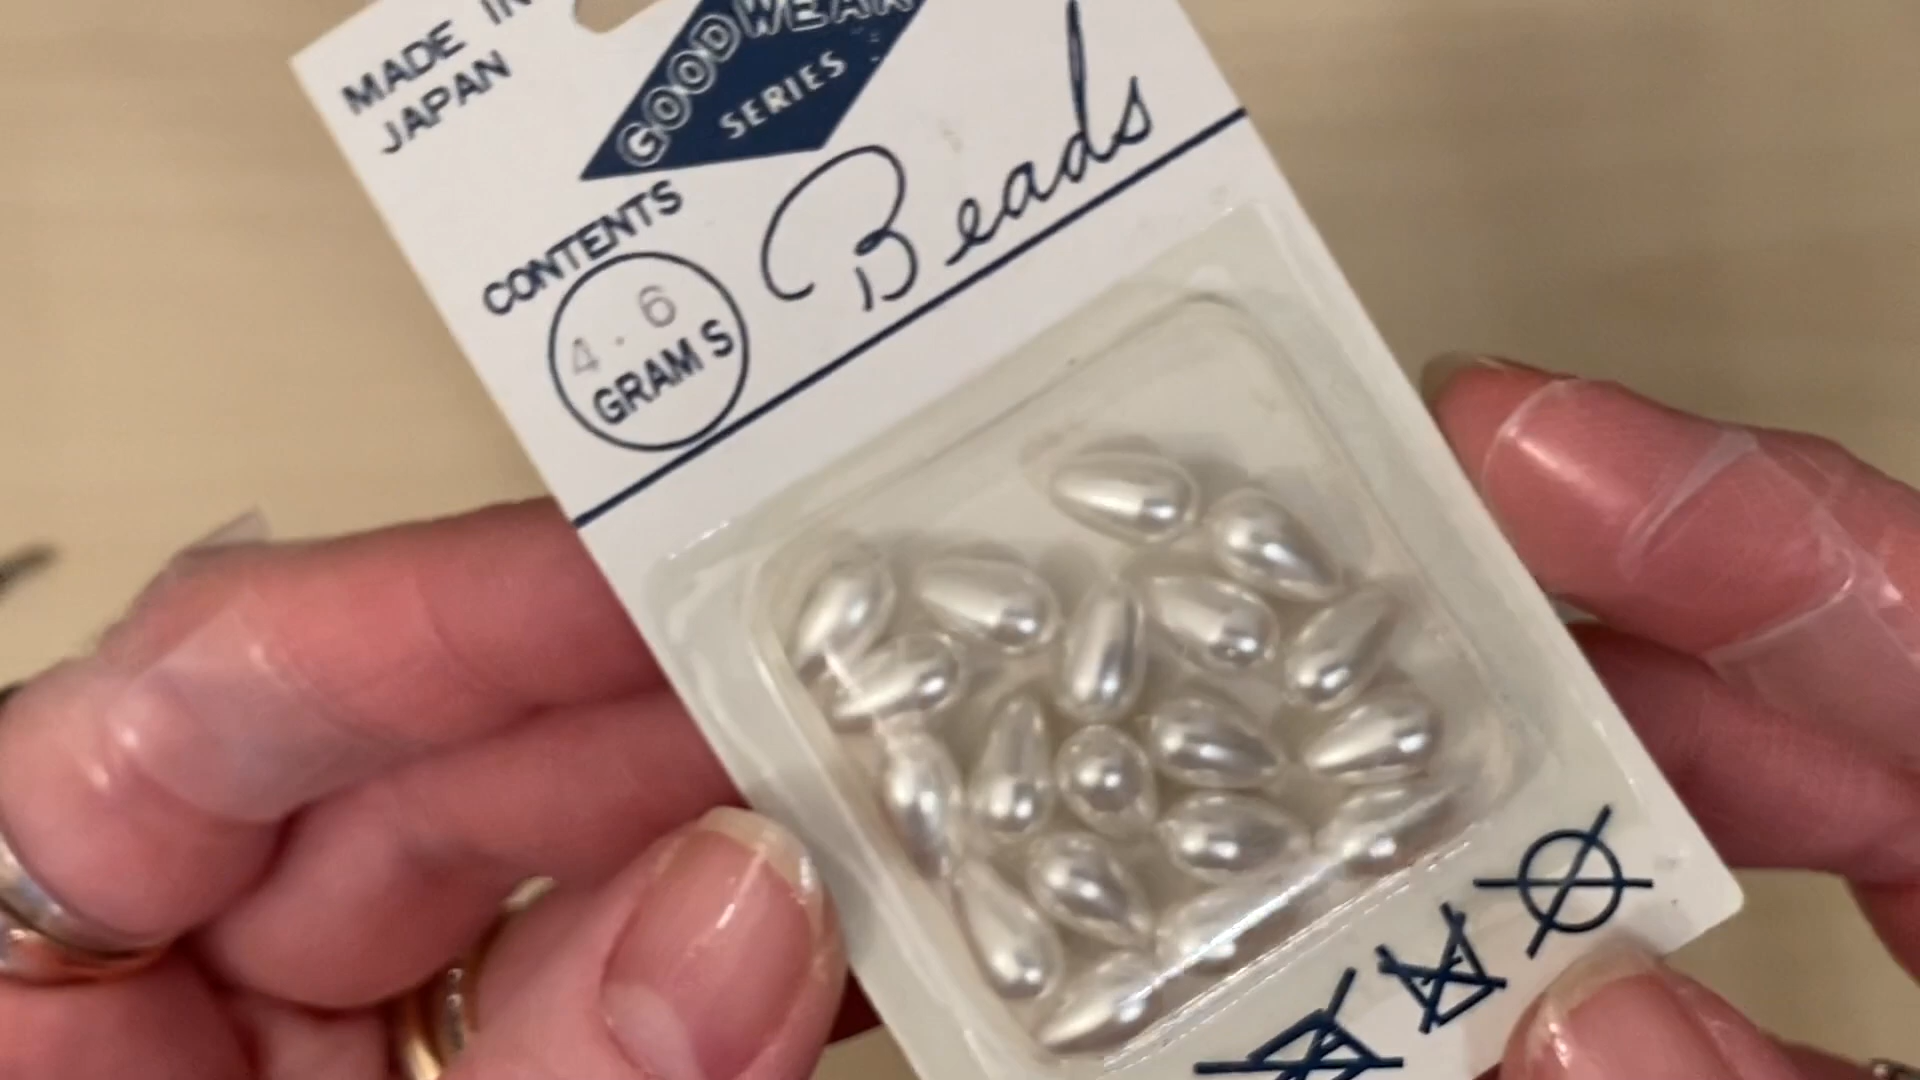 MADE IN
JAPAN
GOODWEAR
SERIES
Beads
CONTENTS
4.6
GRAMS